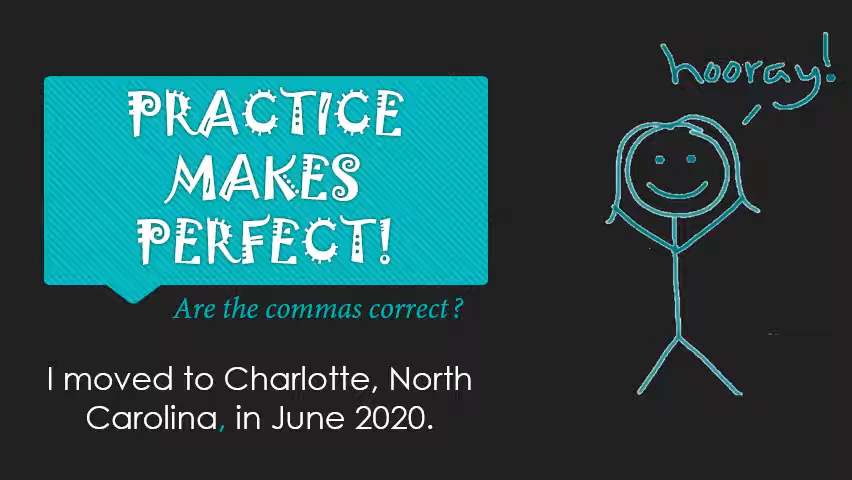 hooray!
PRACTICE
MAKES
PERFECT!
Are the commas correct?
I moved to Charlotte, North
Carolina, in June 2020.